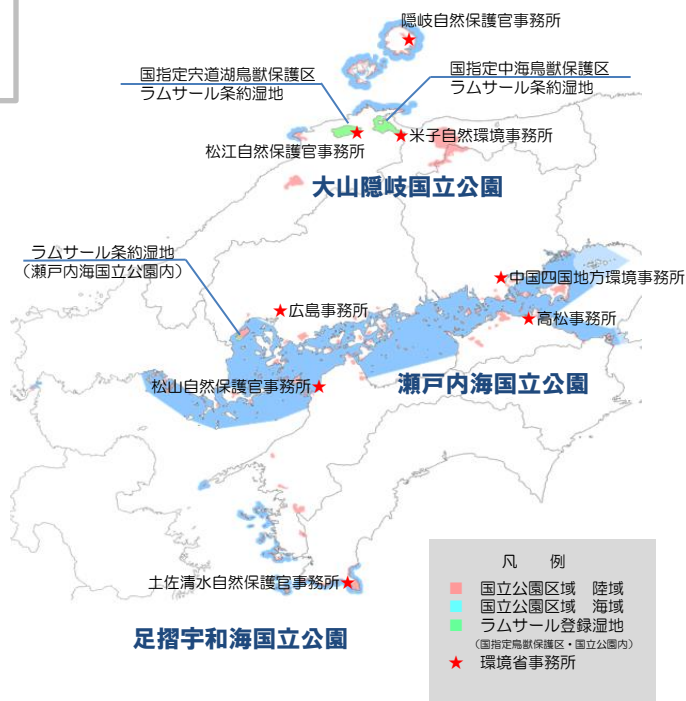 隠岐自然保護官事務所
国指定宍道湖鳥獣保護区
ラムサール条約湿地
国指定中海鳥獣保護区
ラムサール条約湿地
松江自然保護官事務所
米子自然環境事務所
大山隠岐国立公園
ラムサール条約湿地
（瀬戸内海国立公園内）
中国四国地方環境事務所
広島事務所
高松事務所
松山自然保護官事務所
瀬戸内海国立公園
土佐清水自然保護官事務所
足摺宇和海国立公園
凡 例
国立公園区域 陸域
国立公園区域 海域
ラムサール登録湿地
（国指定鳥獣保護区・国立公園内）
環境省事務所